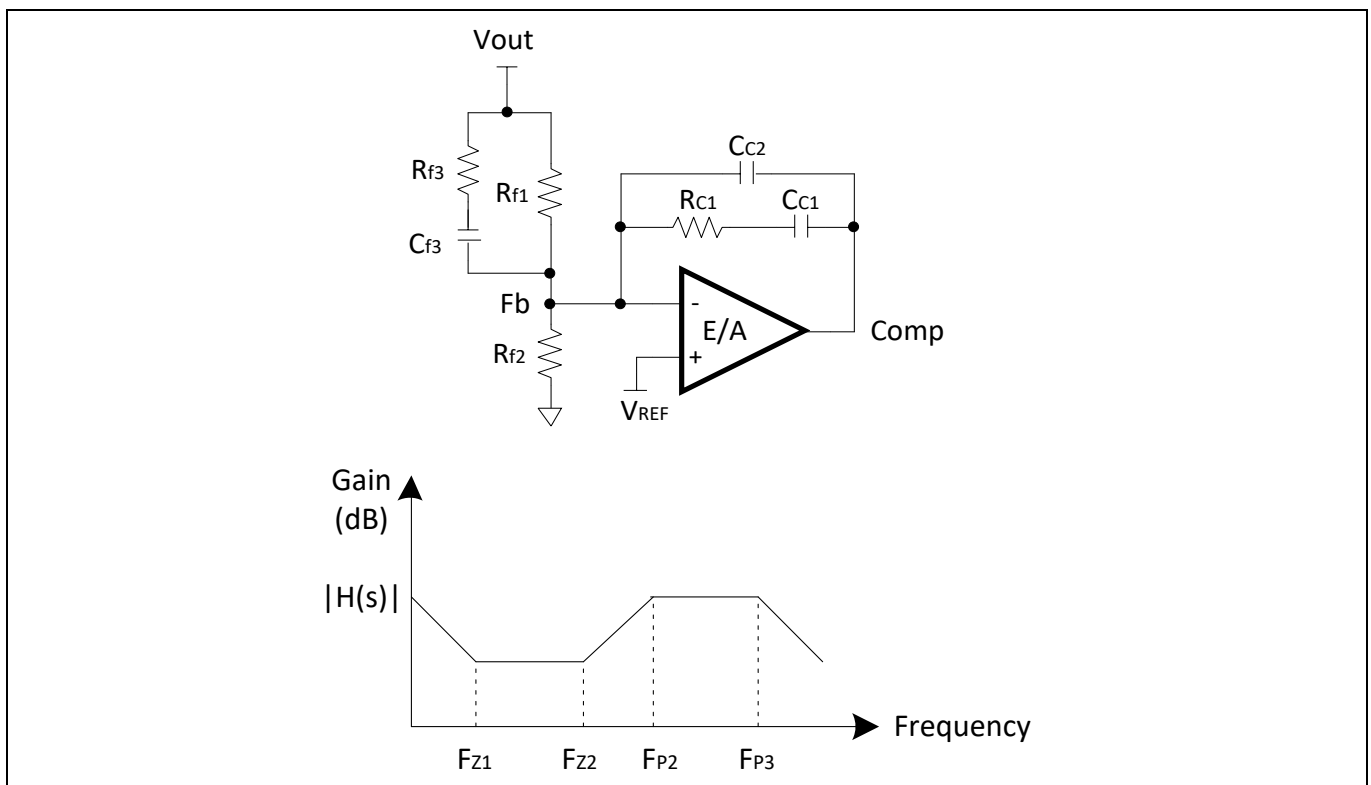 Vout
Rf3
Rf1
Cf3
Fb
Rf2
CC2
RC1
CC1
-
E/A
+
VREF
Comp
Gain
(dB)
|H(s)|
Frequency
FZ1
FZ2
FP2
FP3